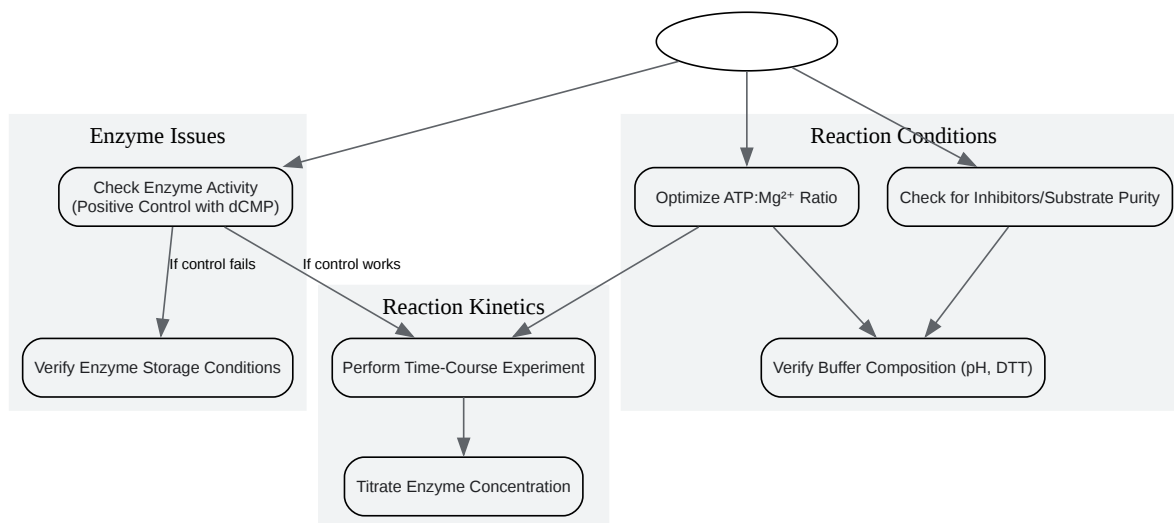 Enzyme Issues
Reaction Conditions
Check Enzyme Activity
(Positive Control with dCMP)
Optimize ATP:Mg²⁺ Ratio
Check for Inhibitors/Substrate Purity
If control fails
If control works
Reaction Kinetics
Verify Enzyme Storage Conditions
Perform Time-Course Experiment
Verify Buffer Composition (pH, DTT)
Titrate Enzyme Concentration